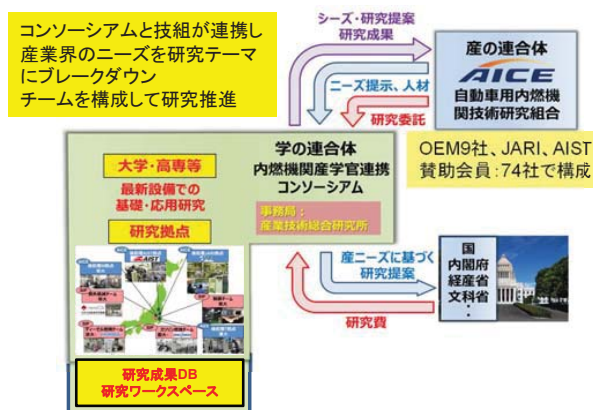 コンソーシアムと技組が連携し
産業界のニーズを研究テーマ
にブレークダウン
チームを構成して研究推進
シーズ・研究提案
研究成果
ニーズ提示、人材
研究委託
産の連合体
AICE
自動車用内燃機
関技術研究組合
OEM9社、JARI、AIST
賛助会員:74社で構成
学の連合体
内燃機関産学官連携
コンソーシアム
事務局:
産業技術総合研究所
大学・高専等
最新設備での
基礎・応用研究
研究拠点
AIST
産ニーズに基づく
研究提案
研究費
国
内閣府
経産省
文科省
・
・
研究成果DB
研究ワークスペース